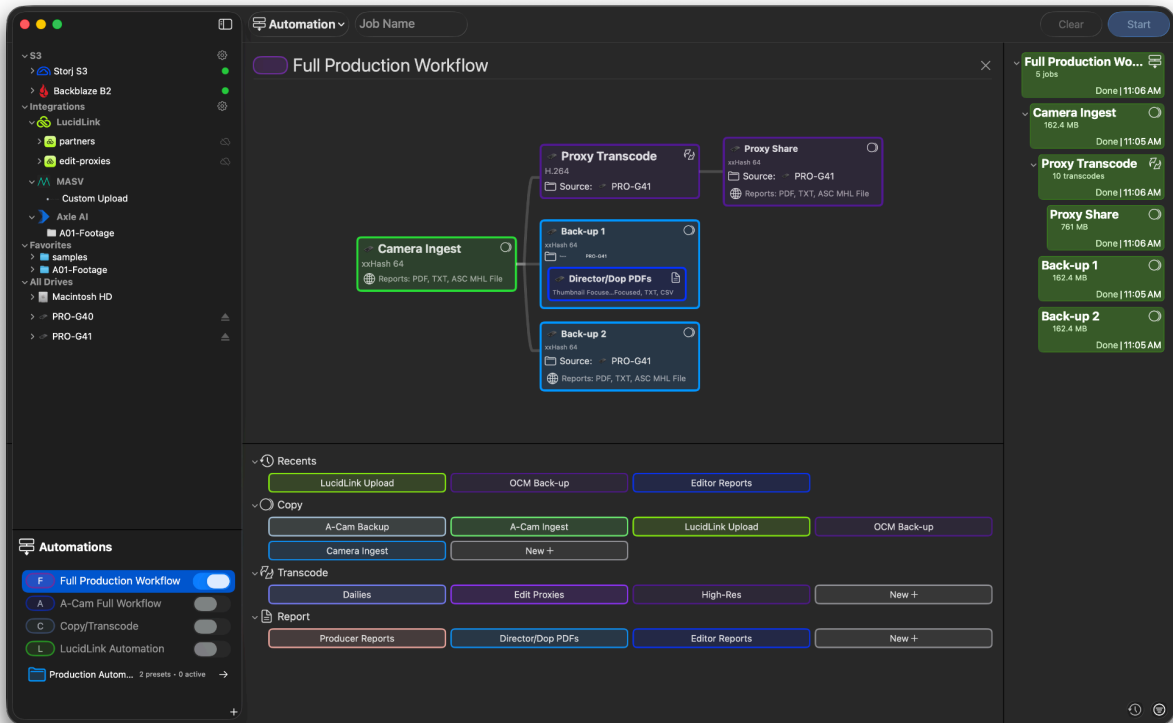 Automation
Job Name
Clear
Start
S3
Storj S3
Backblaze B2
Integrations
LucidLink
partners
edit-proxies
MASV
Custom Upload
Axle AI
A01-Footage
Favorites
samples
A01-Footage
All Drives
Macintosh HD
PRO-G40
PRO-G41
Automations
F Full Production Workflow
A A-Cam Full Workflow
C Copy/Transcode
L LucidLink Automation
Production Autom... 2 presets · 0 active
+
Full Production Workflow
Camera Ingest
xxHash 64
Reports: PDF, TXT, ASC MHL File
Proxy Transcode
H.264
Source: PRO-G41
Proxy Share
xxHash 64
Source: PRO-G41
Reports: PDF, TXT, ASC MHL File
Back-up 1
xxHash 64
PRO-G41
Director/Dop PDFs
Thumbnail Focuse...Focused, TXT, CSV
Back-up 2
xxHash 64
Source: PRO-G41
Reports: PDF, TXT, ASC MHL File
Recents
LucidLink Upload
OCM Back-up
Editor Reports
Copy
A-Cam Backup
A-Cam Ingest
LucidLink Upload
OCM Back-up
Camera Ingest
New +
Transcode
Dailies
Edit Proxies
High-Res
New +
Report
Producer Reports
Director/Dop PDFs
Editor Reports
New +
Full Production Wo...
5 jobs
Done | 11:06 AM
Camera Ingest
162.4 MB
Done | 11:05 AM
Proxy Transcode
10 transcodes
Done | 11:06 AM
Proxy Share
761 MB
Done | 11:06 AM
Back-up 1
162.4 MB
Done | 11:05 AM
Back-up 2
162.4 MB
Done | 11:05 AM